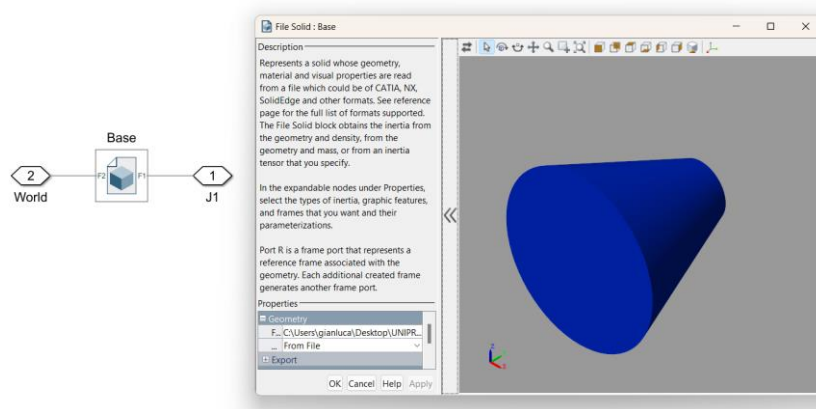 Base
2
F2
F1
1
World
J1
File Solid : Base
Description
Represents a solid whose geometry,
material and visual properties are read
from a file which could be of CATIA, NX,
SolidEdge and other formats. See reference
page for the full list of formats supported.
The File Solid block obtains the inertia from
the geometry and density, from the
geometry and mass, or from an inertia
tensor that you specify.
In the expandable nodes under Properties,
select the types of inertia, graphic features,
and frames that you want and their
parameterizations.
Port R is a frame port that represents a
reference frame associated with the
geometry. Each additional created frame
generates another frame port.
Properties
Geometry
F... C:\Users\gianluca\Desktop\UNIPR...
... From File
Export
OK Cancel Help Apply
z
x